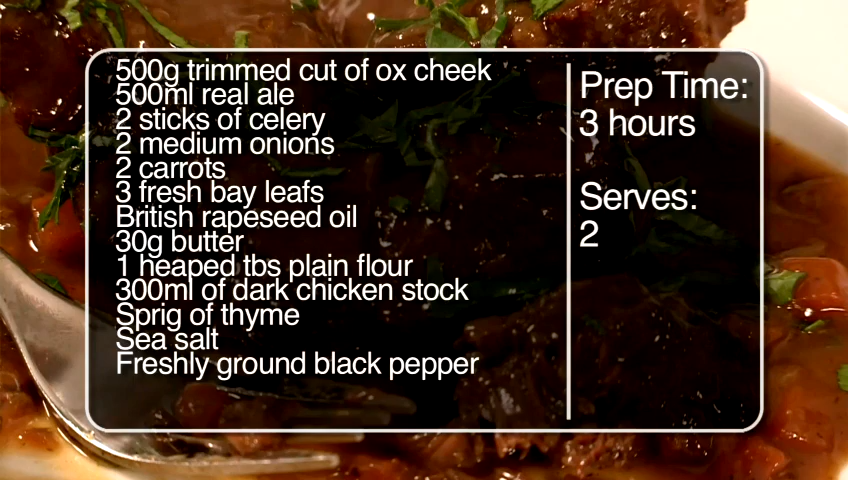 500g trimmed cut of ox cheek
500ml real ale
2 sticks of celery
2 medium onions
2 carrots
3 fresh bay leafs
British rapeseed oil
30g butter
1 heaped tbs plain flour
300ml of dark chicken stock
Sprig of thyme
Sea salt
Freshly ground black pepper
Prep Time:
3 hours
Serves:
2